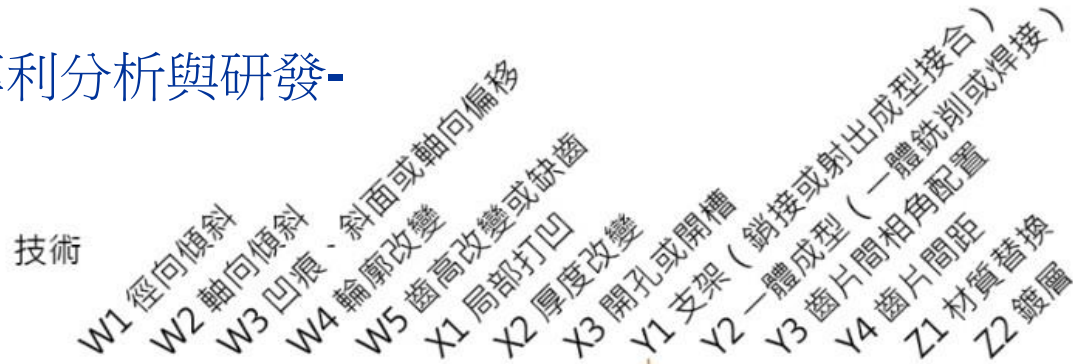 利分析與研發-
技術
W1 徑向傾斜
W2 軸向傾斜
W3 凹痕 - 斜面或軸向偏移
W4 輪廓改變
W5 齒高改變或缺齒
X1 局部打凹
X2 厚度改變
X3 開孔或開槽
Y1 支架（銷接或射出成型接合）
Y2 一體成型（一體銑削或焊接）
Y3 齒片間相角配置
Y4 齒片間距
Z1 材質替換
Z2 鍍層